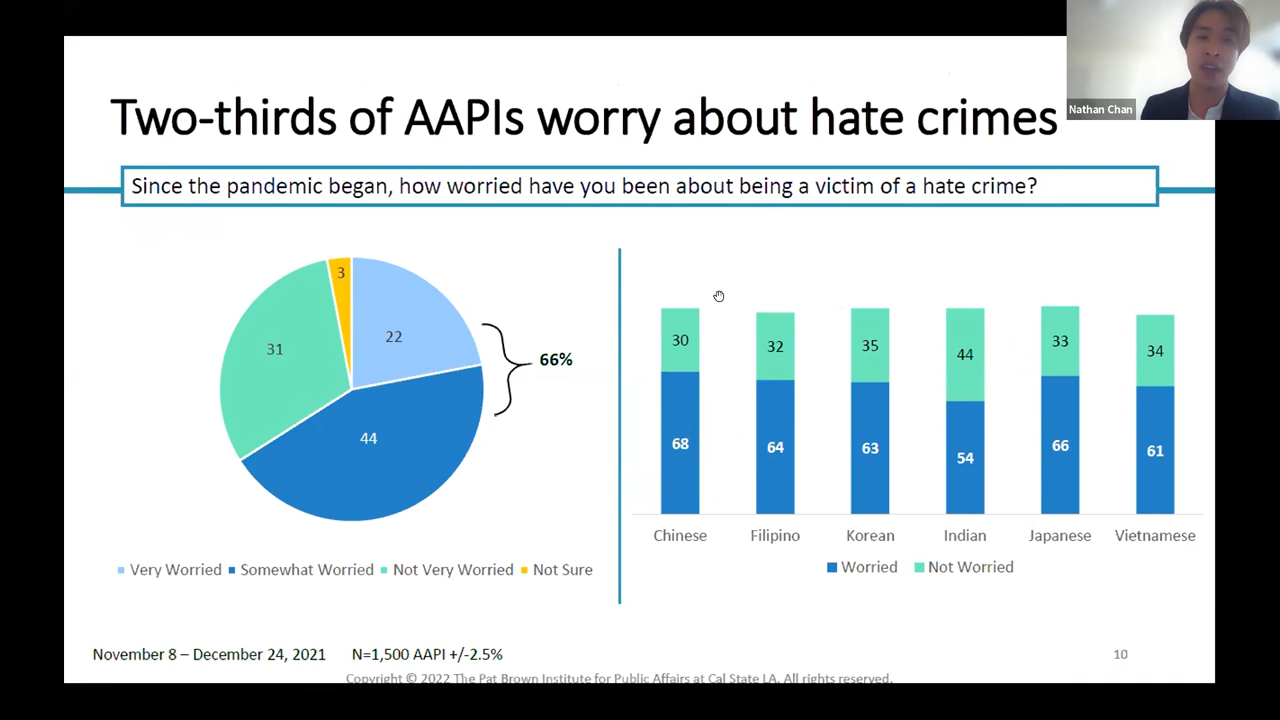 Nathan Chan
Two-thirds of AAPIs worry about hate crimes
Since the pandemic began, how worried have you been about being a victim of a hate crime?
3
22
31
66%
44
Very Worried Somewhat Worried Not Very Worried Not Sure
30 32 35 44 33 34
68 64 63 54 66 61
Chinese Filipino Korean Indian Japanese Vietnamese
Worried Not Worried
November 8 – December 24, 2021 N=1,500 AAPI +/-2.5%
10
Copyright © 2022 The Pat Brown Institute for Public Affairs at Cal State LA. All rights reserved.